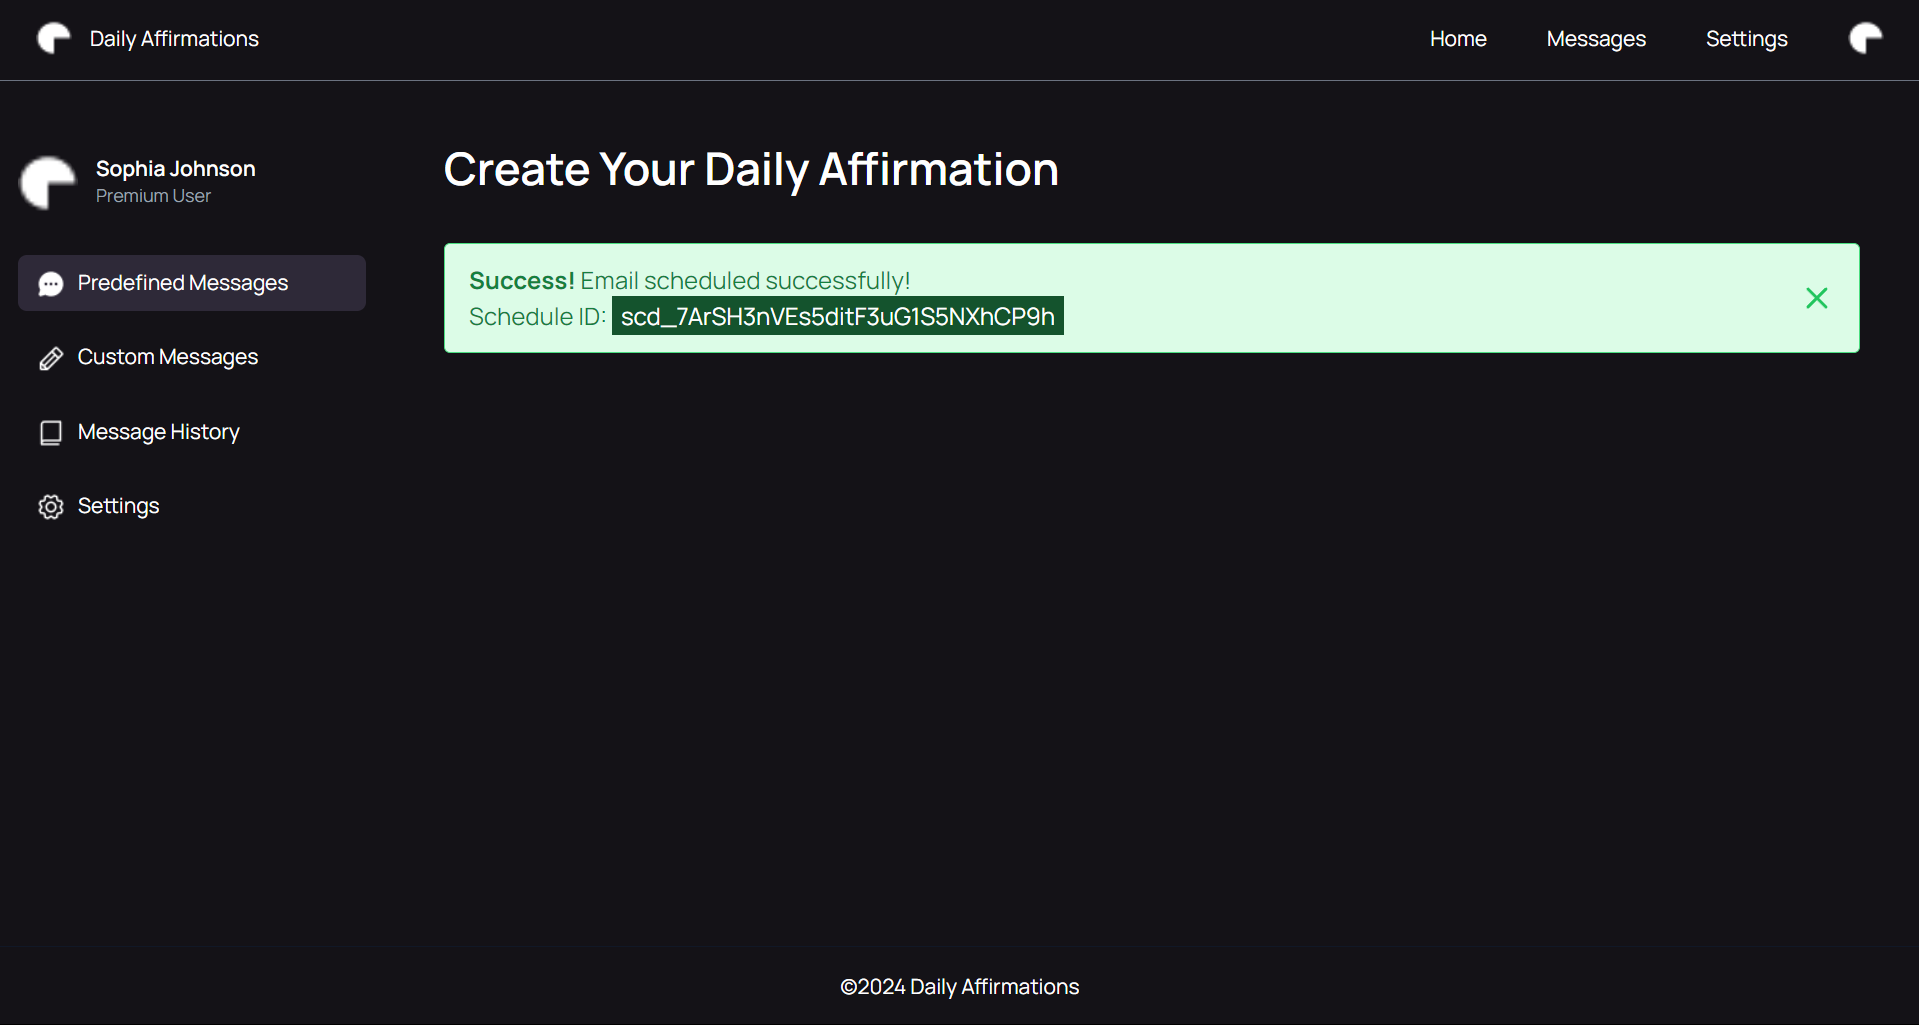 Daily Affirmations
Home
Messages
Settings
Sophia Johnson
Premium User
Predefined Messages
Custom Messages
Message History
Settings
Create Your Daily Affirmation
Success! Email scheduled successfully!
Schedule ID: scd_7ArSH3nVEs5ditF3uG1S5NXhCP9h
©2024 Daily Affirmations